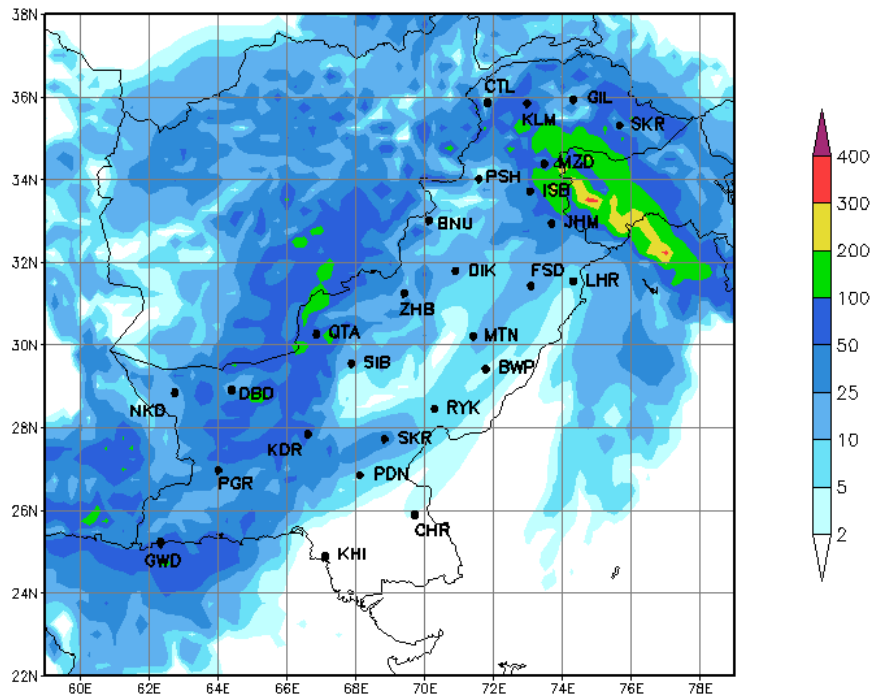 38N
36N
34N
32N
30N
28N
26N
24N
22N
60E 62E 64E 66E 68E 70E 72E 74E 76E 78E
CTL
GIL
KLM
SKR
MZD
PSH
ISB
BNU
JHM
DIK
FSD
LHR
ZHB
QTA
MTN
SIB
BWP
DBD
NKD
RYK
KDR
SKR
PDN
PGR
CHR
KHI
GWD
400
300
200
100
50
25
10
5
2